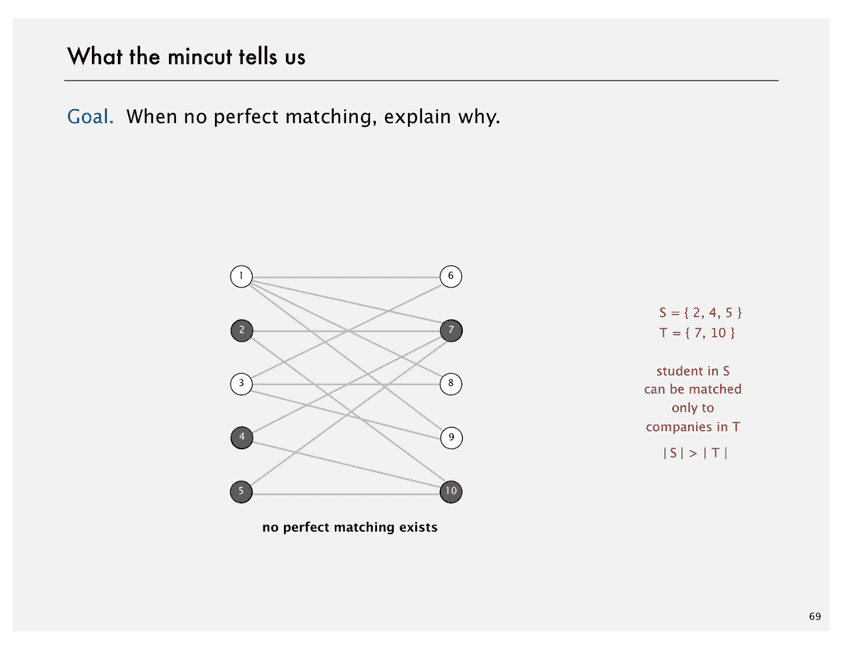 What the mincut tells us
Goal. When no perfect matching, explain why.
1
6
2
7
3
8
4
9
5
10
no perfect matching exists
S = { 2, 4, 5 }
T = { 7, 10 }
student in S
can be matched
only to
companies in T
| S | > | T |
69